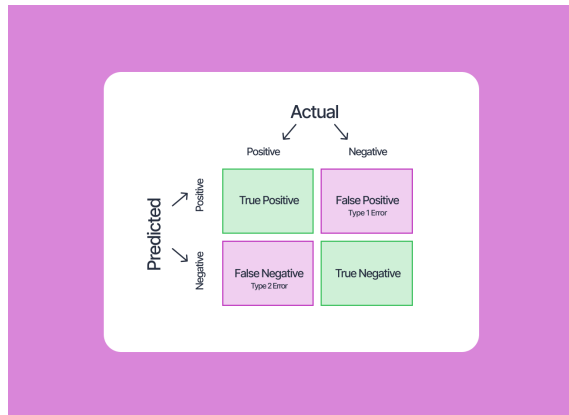 Actual
Positive Negative
Predicted
Positive
True Positive
False Positive
Type 1 Error
Negative
False Negative
Type 2 Error
True Negative